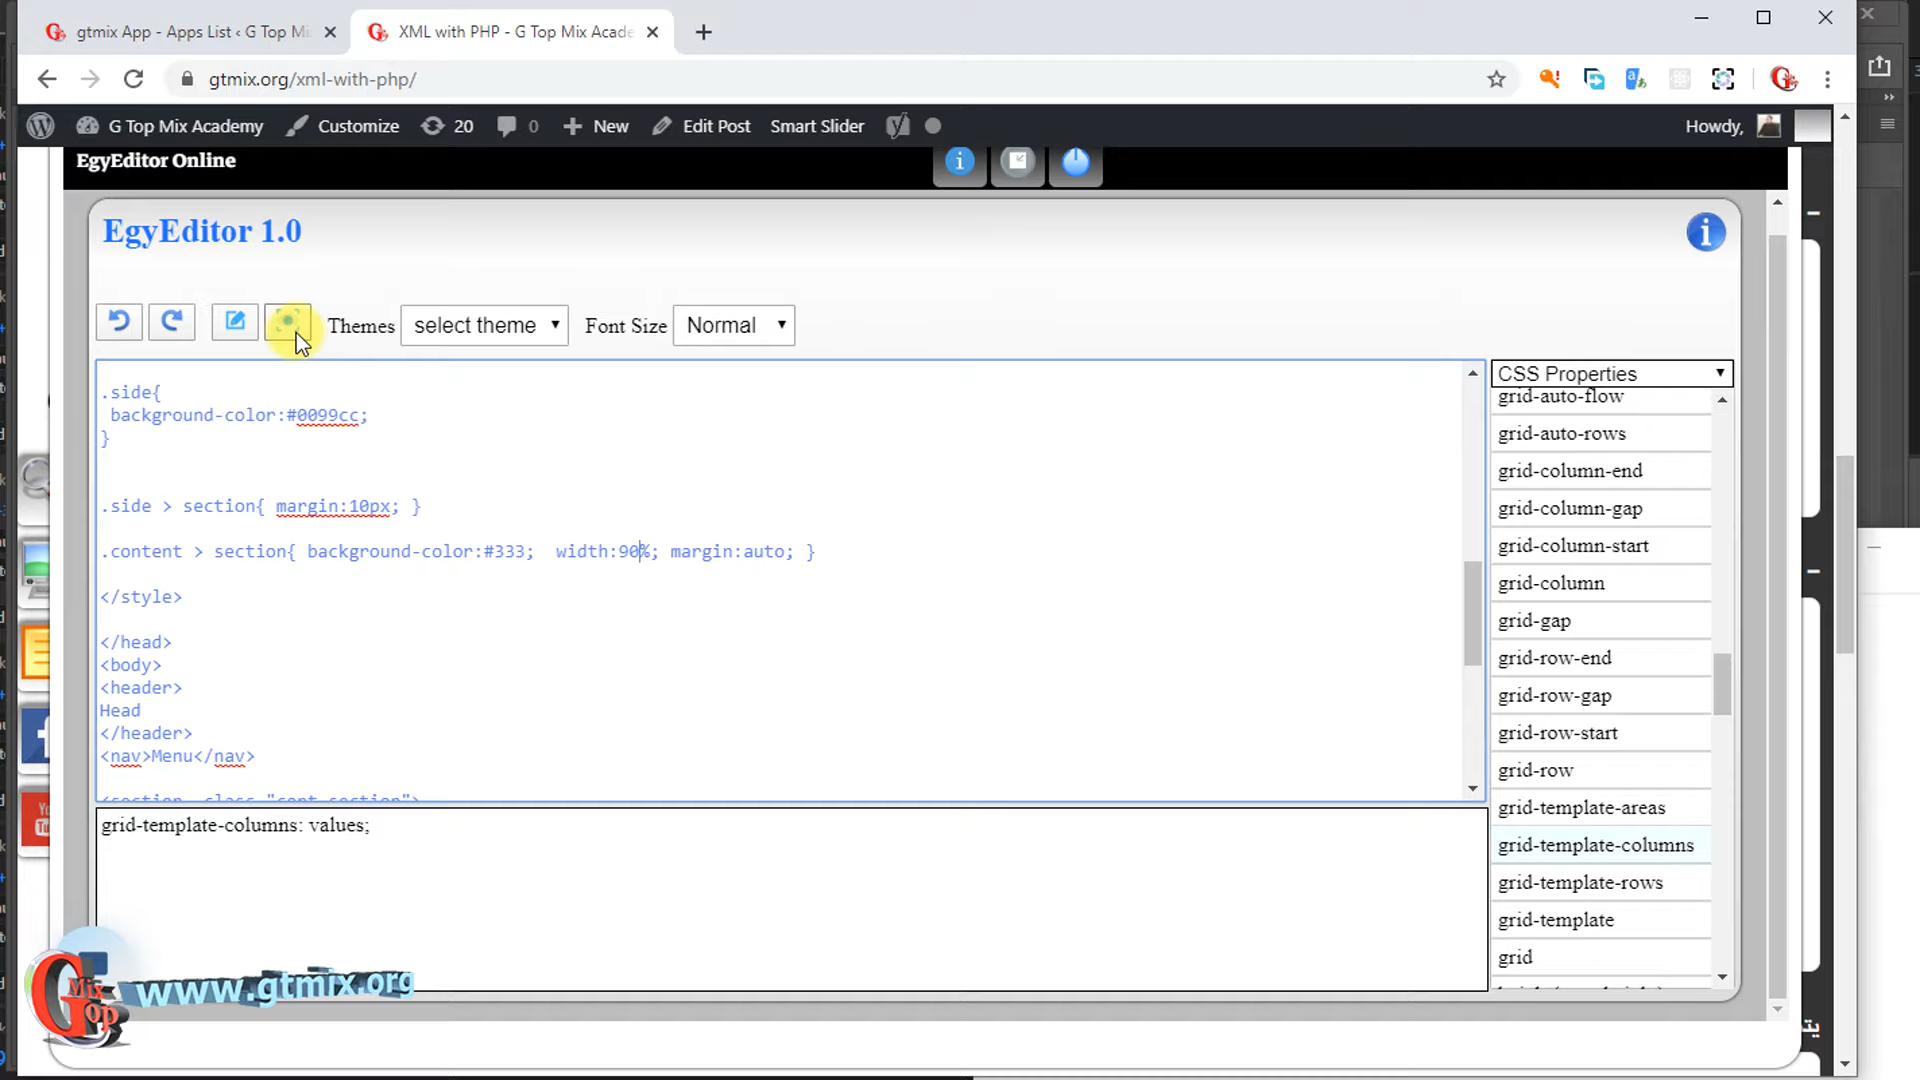 gtmix App - Apps List ‹ G Top Mi
XML with PHP - G Top Mix Acade
gtmix.org/xml-with-php/
G Top Mix Academy
Customize
20
0
New
Edit Post
Smart Slider
Howdy,
EgyEditor Online
EgyEditor 1.0
Themes
select theme
Font Size
Normal
.side{
background-color:#0099cc;
}
.side > section{ margin:10px; }
.content > section{ background-color:#333;  width:90%; margin:auto; }
</style>
</head>
<body>
<header>
Head
</header>
<nav>Menu</nav>
<section  class "cont section">
CSS Properties
grid-auto-flow
grid-auto-rows
grid-column-end
grid-column-gap
grid-column-start
grid-column
grid-gap
grid-row-end
grid-row-gap
grid-row-start
grid-row
grid-template-areas
grid-template-columns
grid-template-rows
grid-template
grid
grid-template-columns: values;
G Mix Top
www.gtmix.org